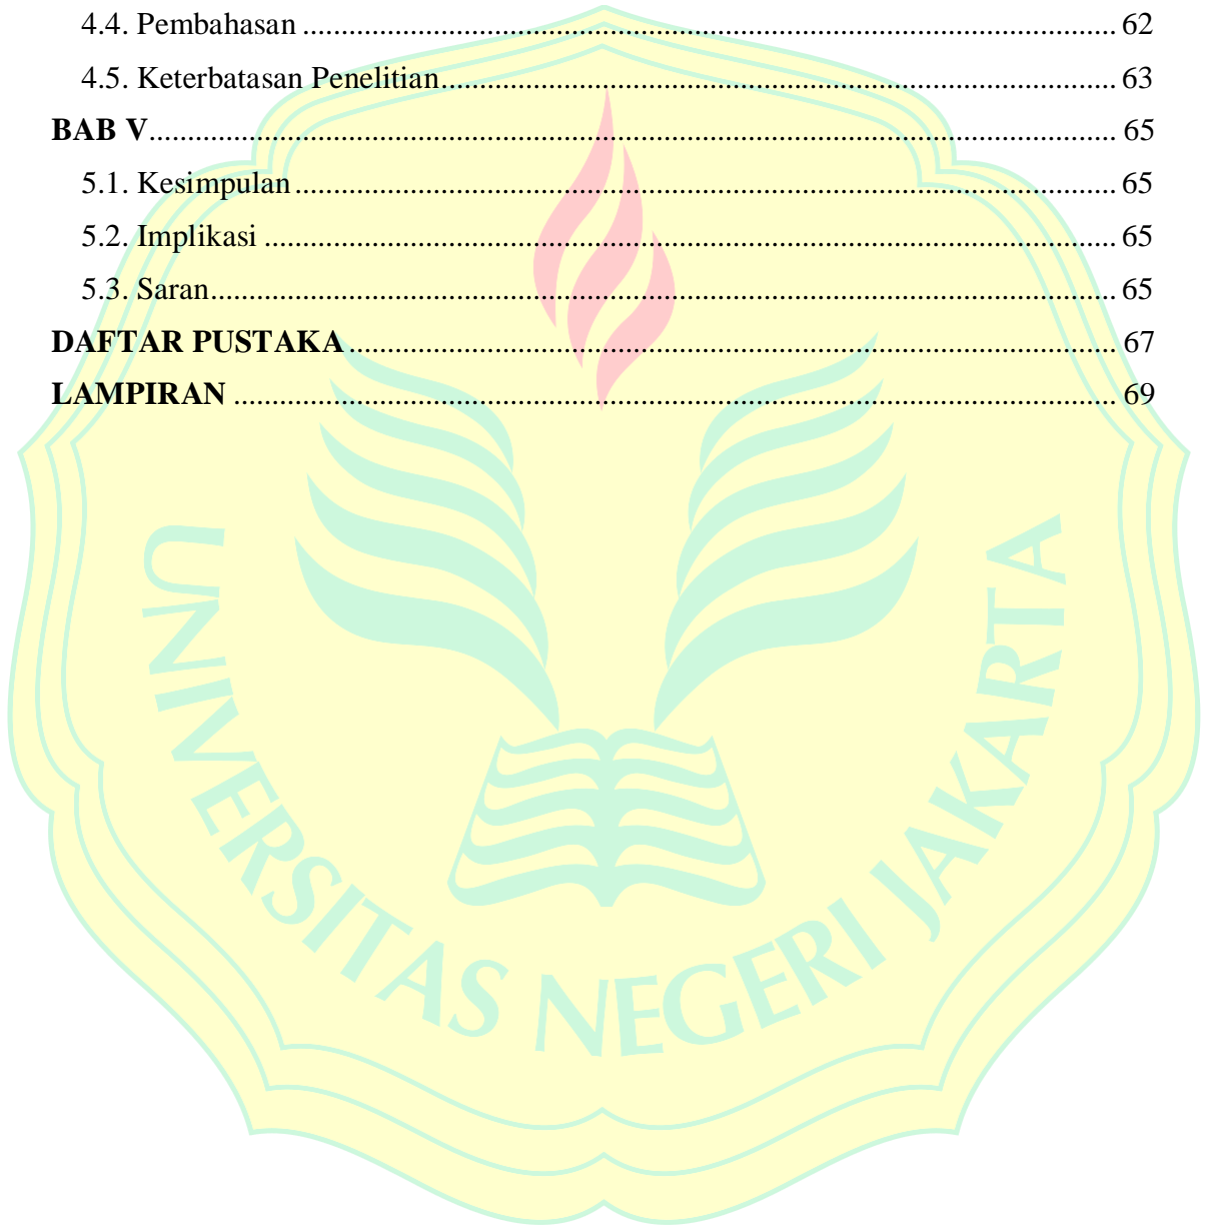 4.4. Pembahasan ........................................................................................................ 62
4.5. Keterbatasan Penelitian...................................................................................... 63
BAB V............................................................................................................................ 65
5.1. Kesimpulan ......................................................................................................... 65
5.2. Implikasi ............................................................................................................. 65
5.3. Saran.................................................................................................................... 65
DAFTAR PUSTAKA .................................................................................................. 67
LAMPIRAN ................................................................................................................. 69
UNIVERSITAS NEGERI JAKARTA